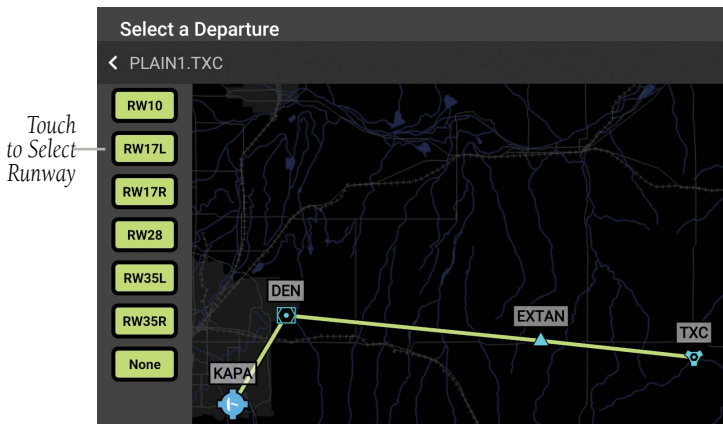 Select a Departure
PLAIN1.TXC
Touch
to Select
Runway
RW10
RW17L
RW17R
RW28
RW35L
RW35R
None
DEN
EXTAN
TXC
KAPA